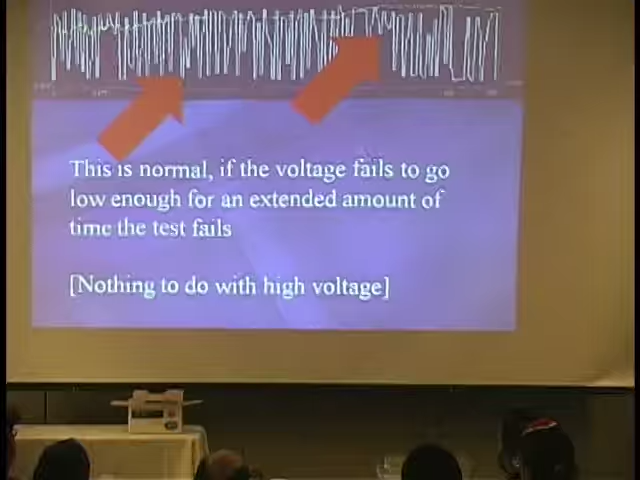 This is normal, if the voltage fails to go
low enough for an extended amount of
time the test fails
[Nothing to do with high voltage]